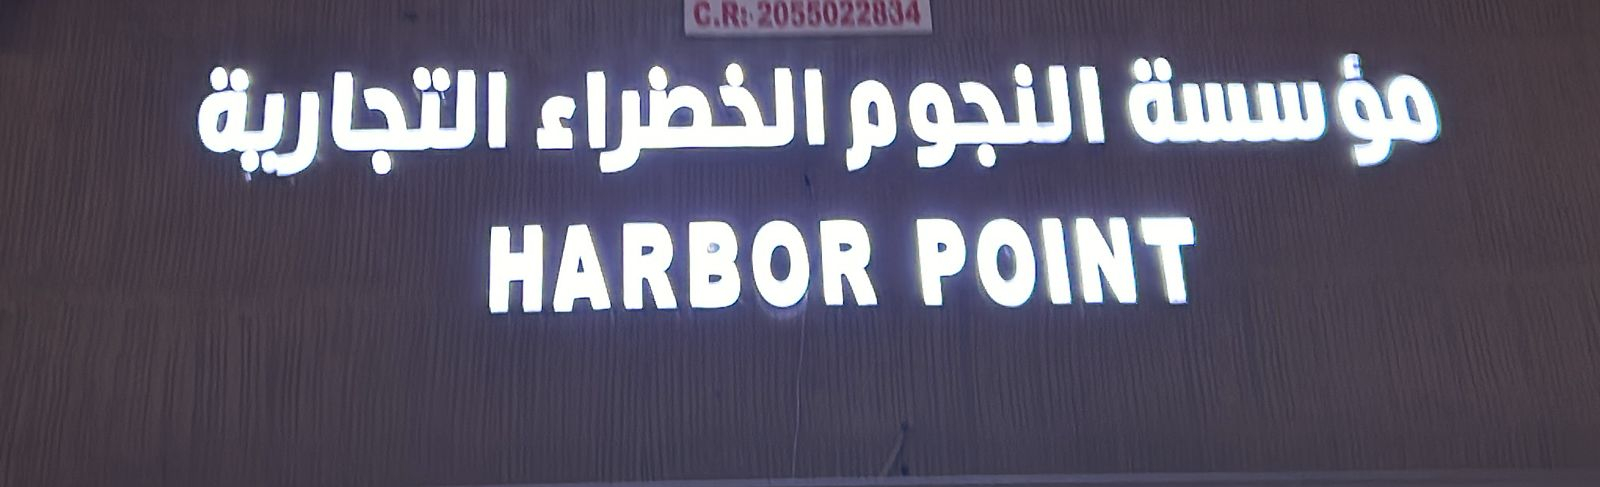 C.R: 2055022834
مؤسسة النجوم الخضراء التجارية
HARBOR POINT